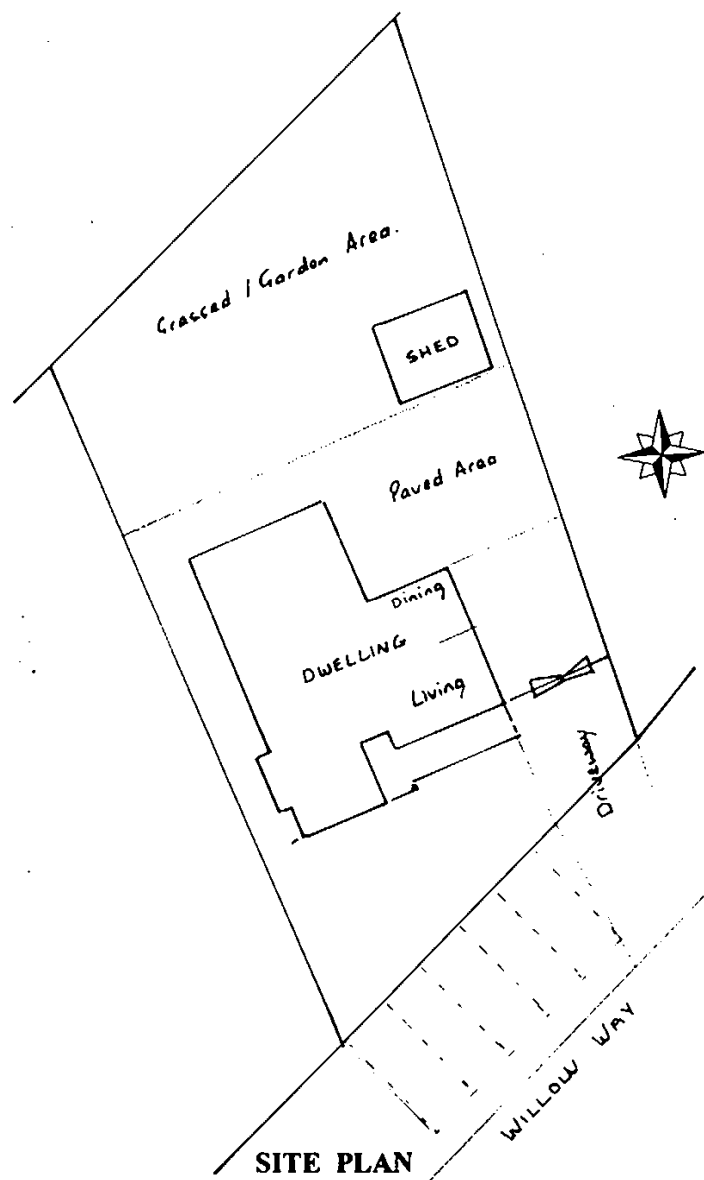 Grassed / Garden Area.
SHED
Paved Area
Dining
DWELLING
Living
Driveway
WILLOW WAY
SITE PLAN